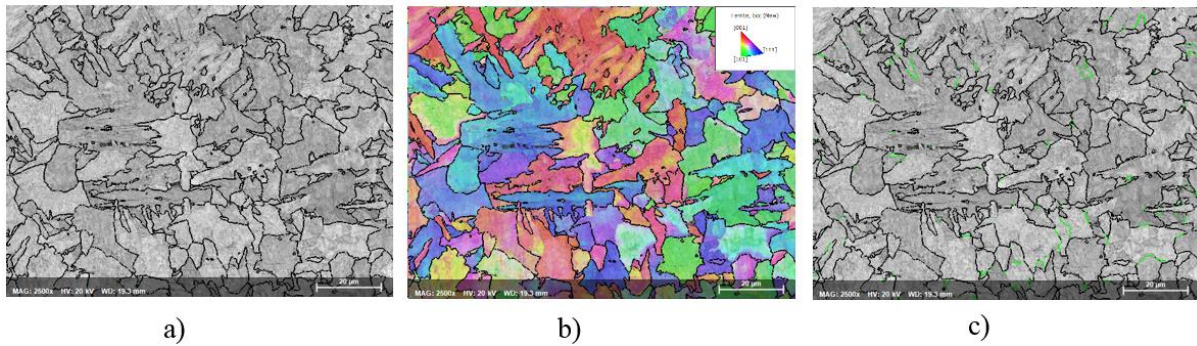 [001]
[111]
[101]
MAG: 2500x HV: 20 kV WD: 19.3 mm
20 µm
MAG: 2500x HV: 20 kV WD: 19.3 mm
20 µm
MAG: 2500x HV: 20 kV WD: 19.3 mm
20 µm
a)
b)
c)